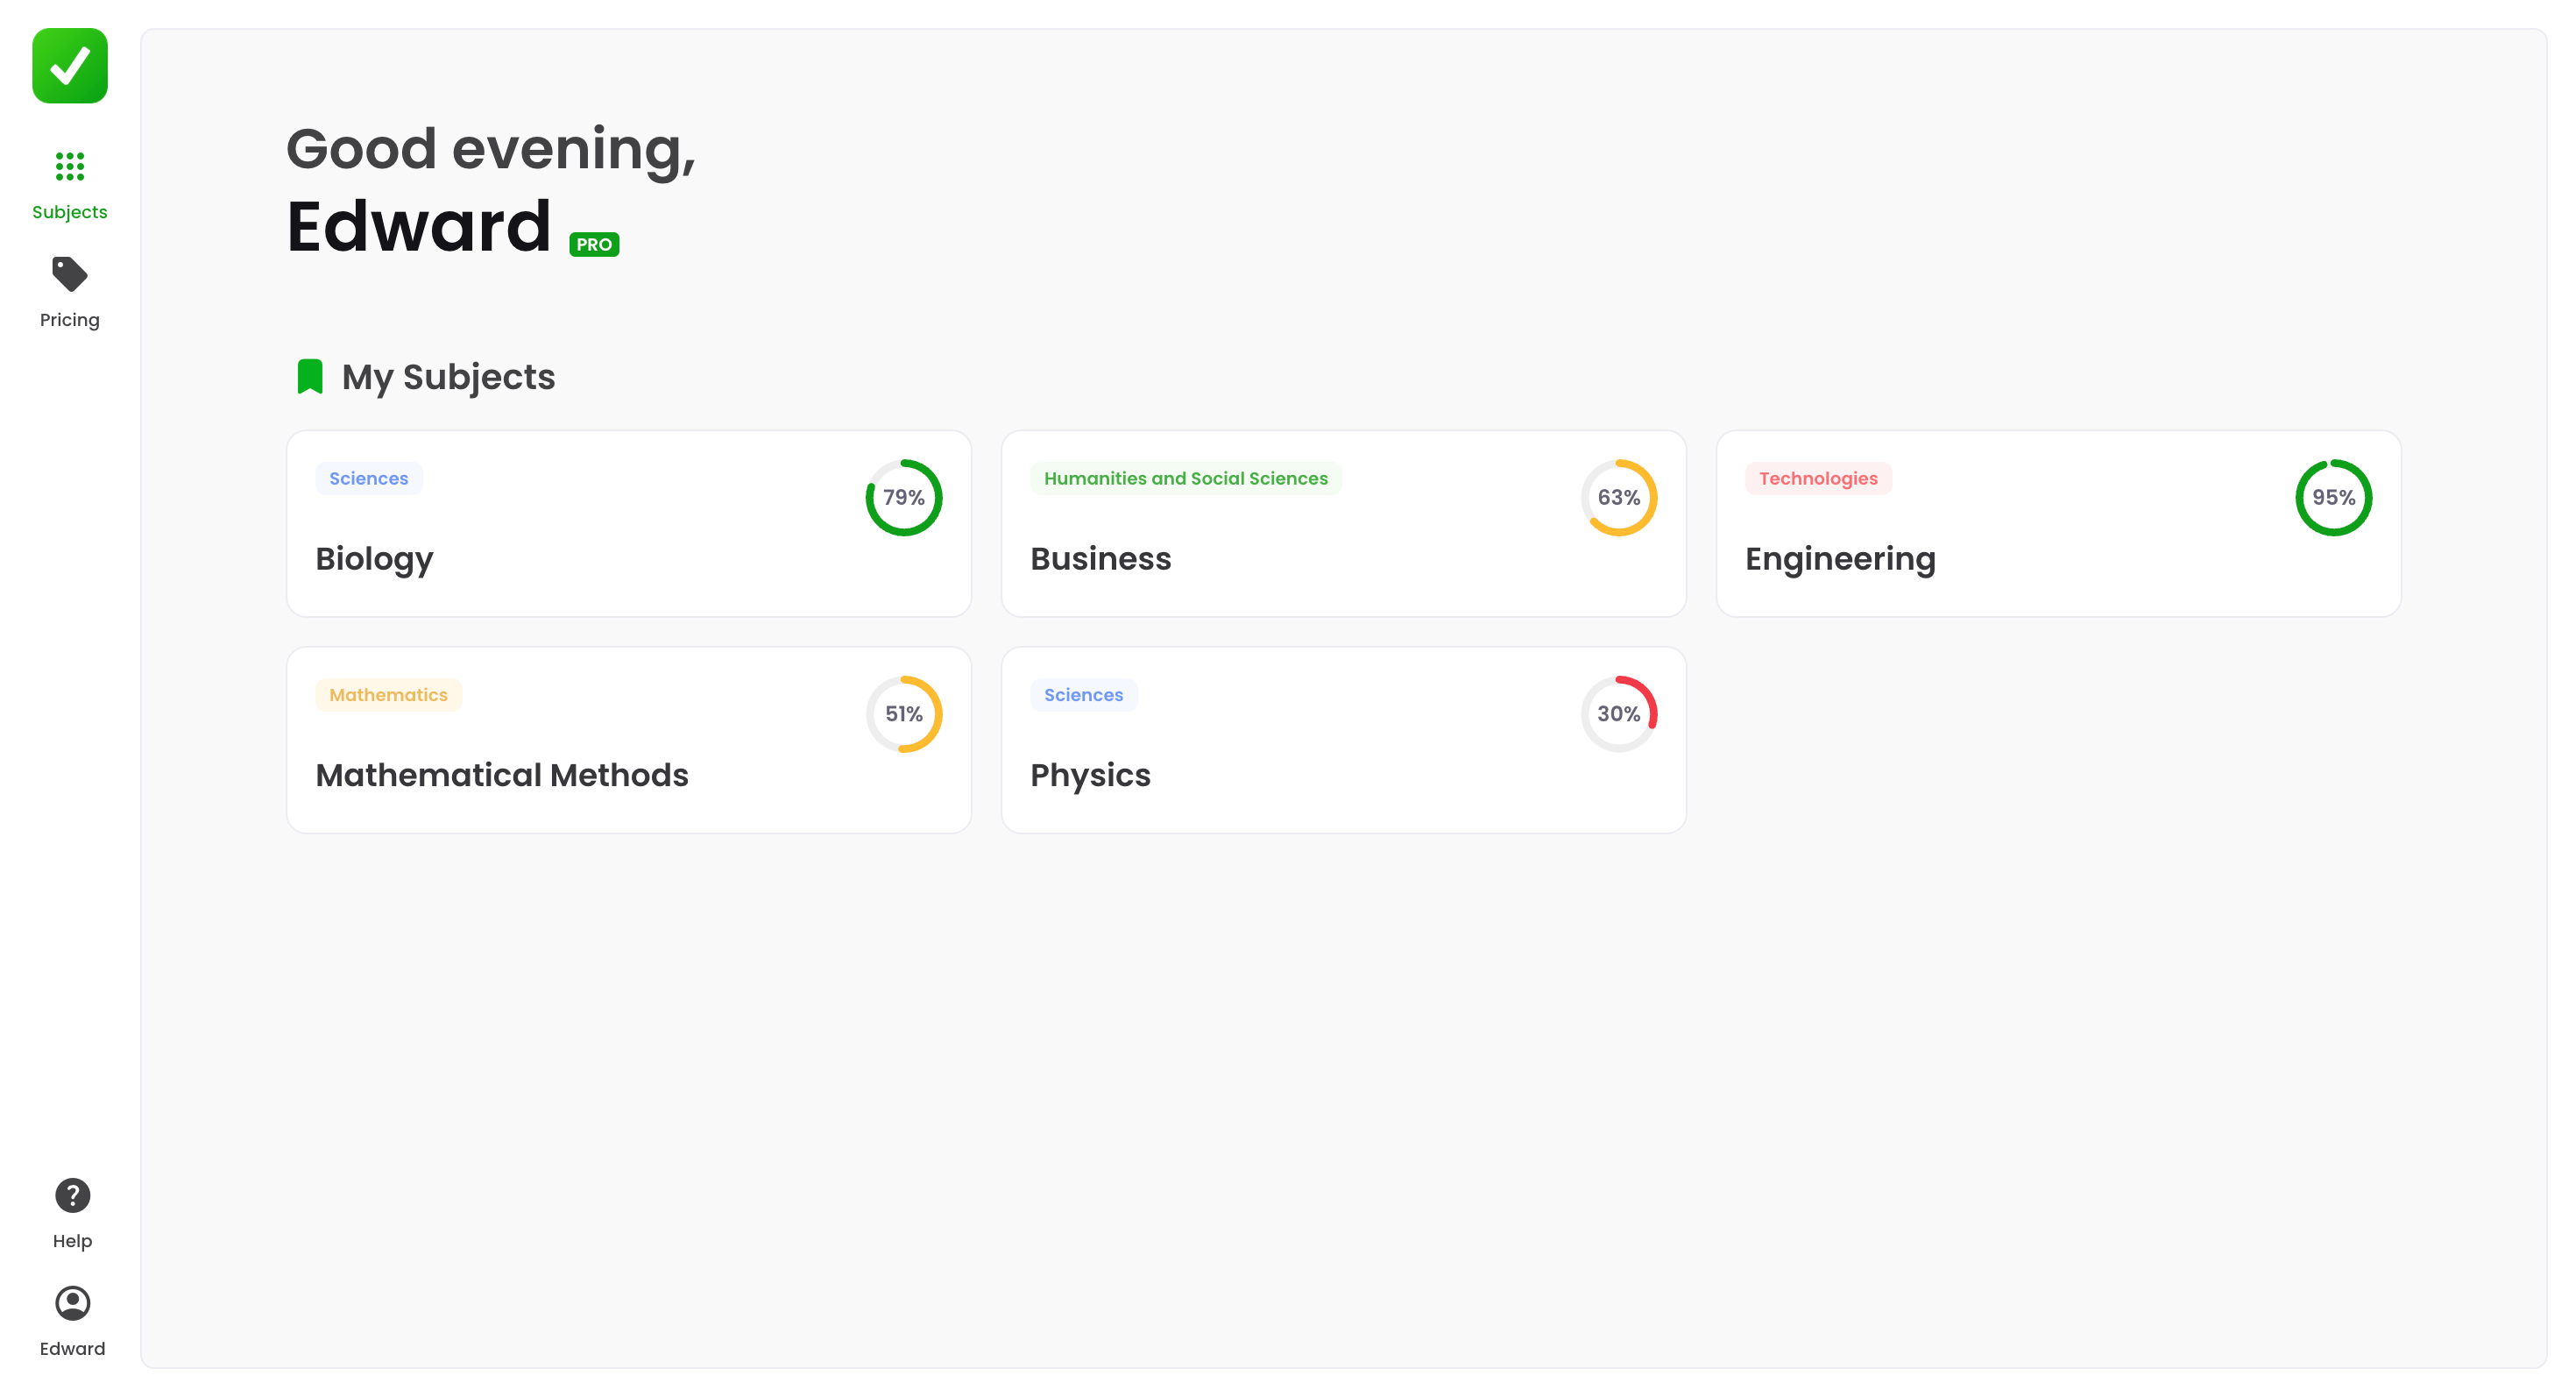 Subjects
Pricing
Good evening,
Edward PRO
My Subjects
Sciences
79%
Biology
Humanities and Social Sciences
63%
Business
Technologies
95%
Engineering
Mathematics
51%
Mathematical Methods
Sciences
30%
Physics
Help
Edward